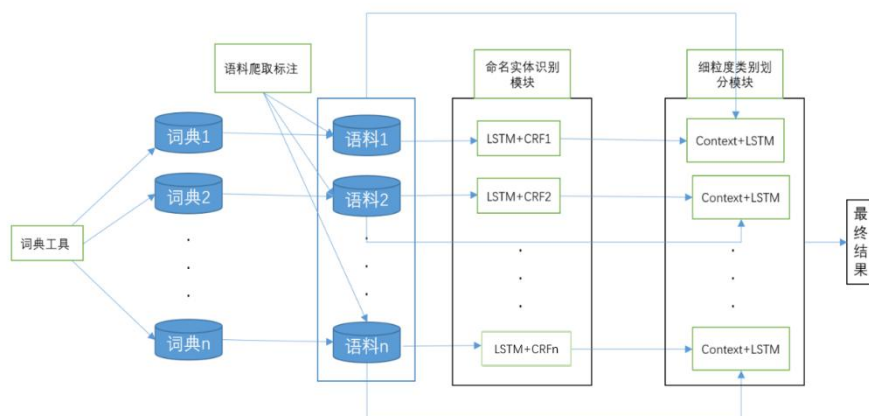 语料爬取标注
命名实体识别
模块
细粒度类别划
分模块
词典1
语料1
LSTM+CRF1
Context+LSTM
词典2
语料2
LSTM+CRF2
Context+LSTM
词典工具
最
终
结
果
词典n
语料n
LSTM+CRFn
Context+LSTM